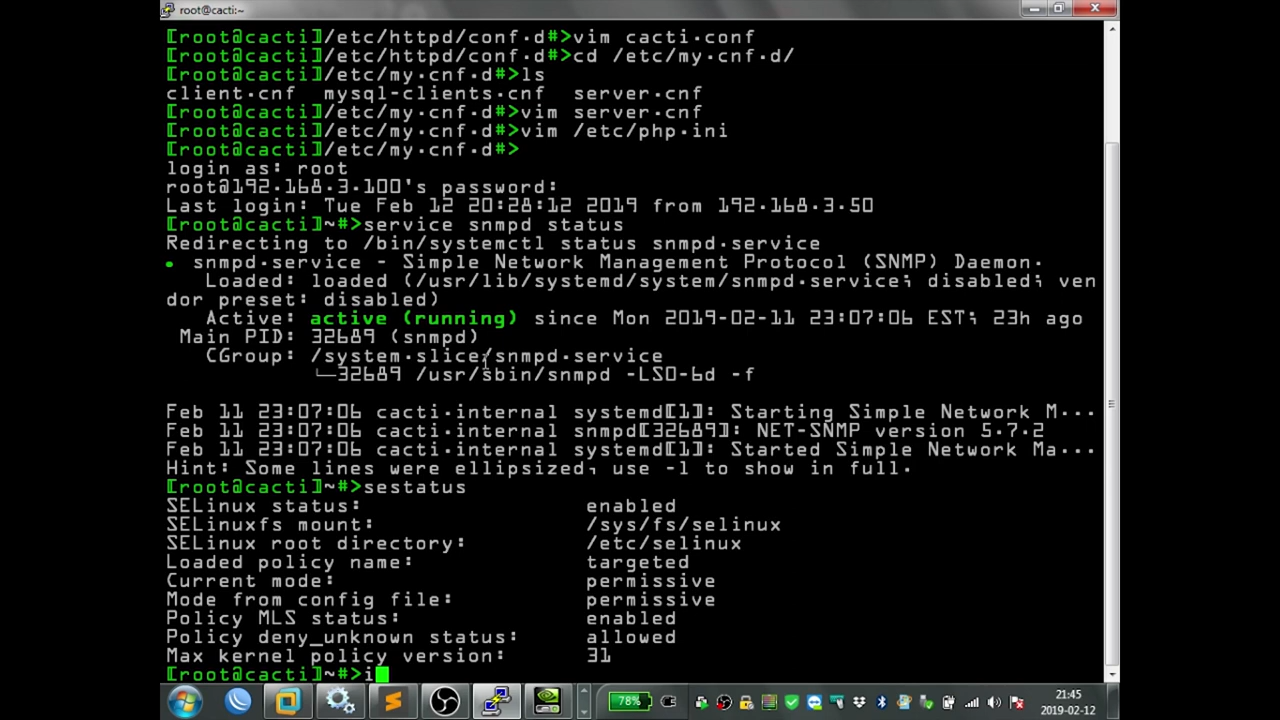 root@cacti:~
[root@cacti]/etc/httpd/conf.d#>vim cacti.conf
[root@cacti]/etc/httpd/conf.d#>cd /etc/my.cnf.d/
[root@cacti]/etc/my.cnf.d#>ls
client.cnf  mysql-clients.cnf  server.cnf
[root@cacti]/etc/my.cnf.d#>vim server.cnf
[root@cacti]/etc/my.cnf.d#>vim /etc/php.ini
[root@cacti]/etc/my.cnf.d#>
login as: root
root@192.168.3.100's password:
Last login: Tue Feb 12 20:28:12 2019 from 192.168.3.50
[root@cacti]~#>service snmpd status
Redirecting to /bin/systemctl status snmpd.service
● snmpd.service - Simple Network Management Protocol (SNMP) Daemon.
Loaded: loaded (/usr/lib/systemd/system/snmpd.service; disabled; ven
dor preset: disabled)
Active: active (running) since Mon 2019-02-11 23:07:06 EST; 23h ago
Main PID: 32689 (snmpd)
CGroup: /system.slice/snmpd.service
└─32689 /usr/sbin/snmpd -LS0-6d -f
Feb 11 23:07:06 cacti.internal systemd[1]: Starting Simple Network M...
Feb 11 23:07:06 cacti.internal snmpd[32689]: NET-SNMP version 5.7.2
Feb 11 23:07:06 cacti.internal systemd[1]: Started Simple Network Ma...
Hint: Some lines were ellipsized, use -l to show in full.
[root@cacti]~#>sestatus
SELinux status:                 enabled
SELinuxfs mount:                /sys/fs/selinux
SELinux root directory:         /etc/selinux
Loaded policy name:             targeted
Current mode:                   permissive
Mode from config file:          permissive
Policy MLS status:              enabled
Policy deny_unknown status:     allowed
Max kernel policy version:      31
[root@cacti]~#>i
78%
21:45
2019-02-12